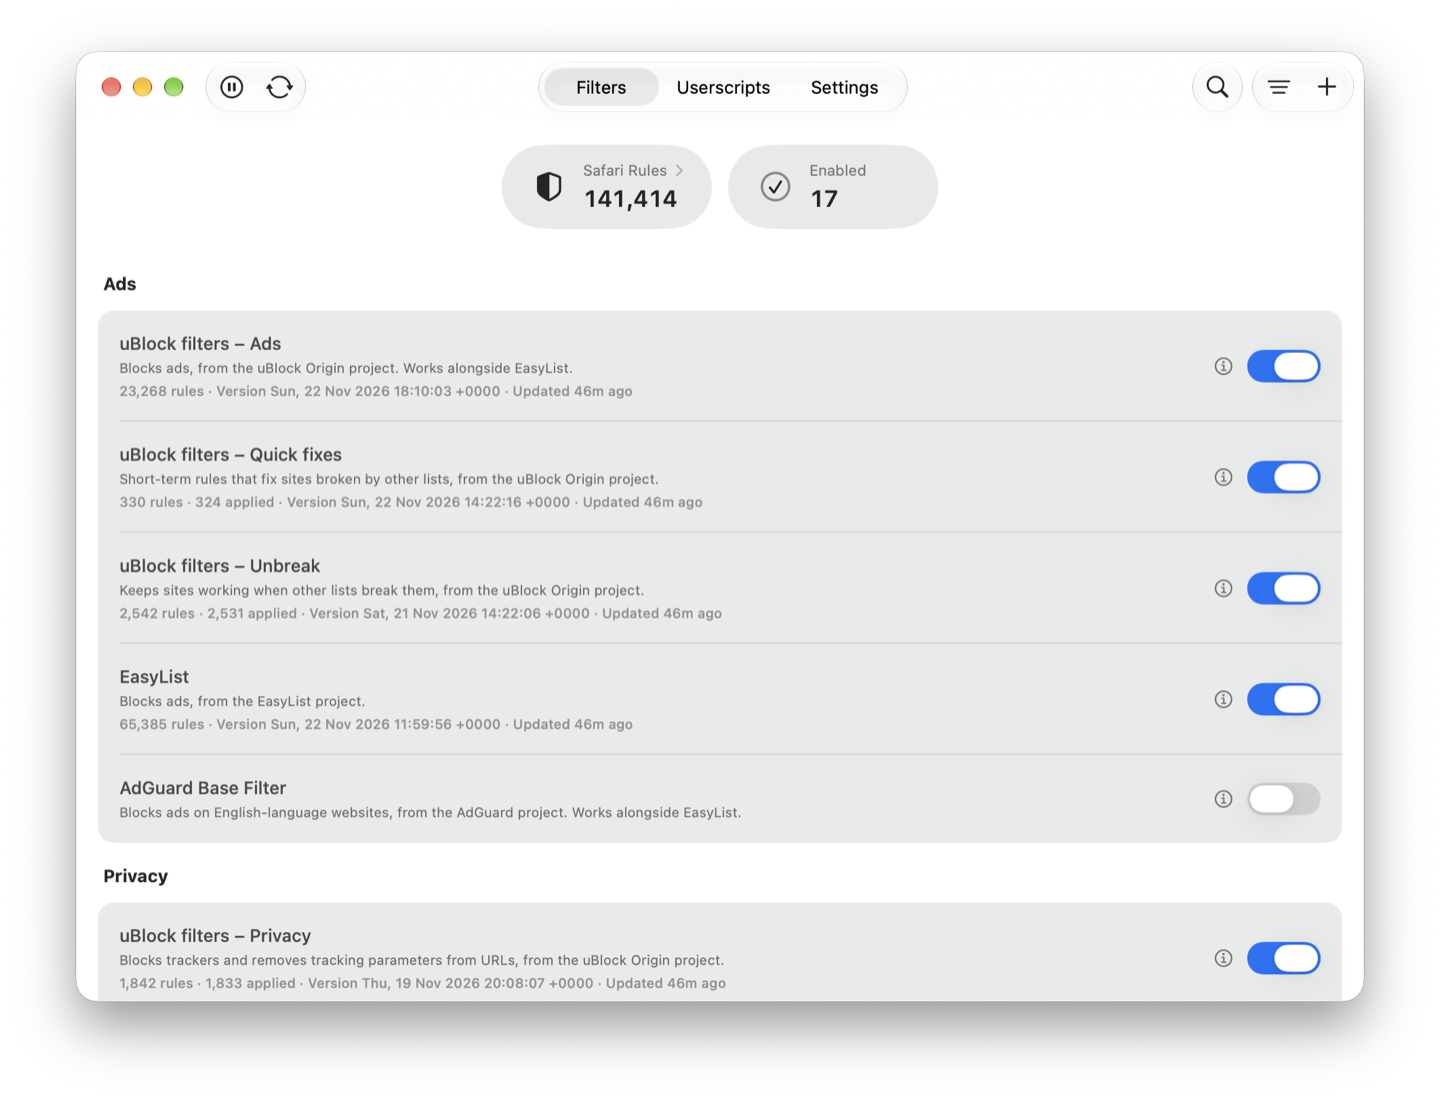 Filters
Userscripts
Settings
Safari Rules
141,414
Enabled
17
Ads
uBlock filters – Ads
Blocks ads, from the uBlock Origin project. Works alongside EasyList.
23,268 rules · Version Sun, 22 Nov 2026 18:10:03 +0000 · Updated 46m ago
uBlock filters – Quick fixes
Short-term rules that fix sites broken by other lists, from the uBlock Origin project.
330 rules · 324 applied · Version Sun, 22 Nov 2026 14:22:16 +0000 · Updated 46m ago
uBlock filters – Unbreak
Keeps sites working when other lists break them, from the uBlock Origin project.
2,542 rules · 2,531 applied · Version Sat, 21 Nov 2026 14:22:06 +0000 · Updated 46m ago
EasyList
Blocks ads, from the EasyList project.
65,385 rules · Version Sun, 22 Nov 2026 11:59:56 +0000 · Updated 46m ago
AdGuard Base Filter
Blocks ads on English-language websites, from the AdGuard project. Works alongside EasyList.
Privacy
uBlock filters – Privacy
Blocks trackers and removes tracking parameters from URLs, from the uBlock Origin project.
1,842 rules · 1,833 applied · Version Thu, 19 Nov 2026 20:08:07 +0000 · Updated 46m ago